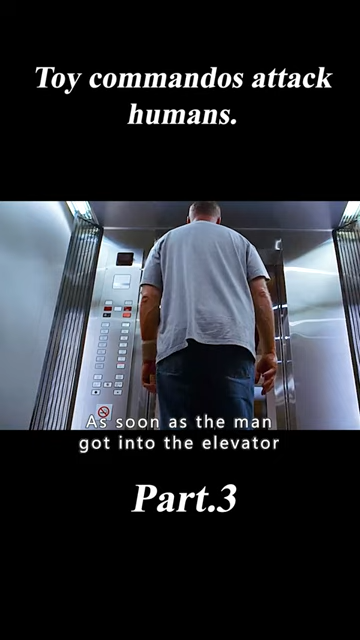 Toy commandos attack
humans.
As soon as the man
got into the elevator
Part.3